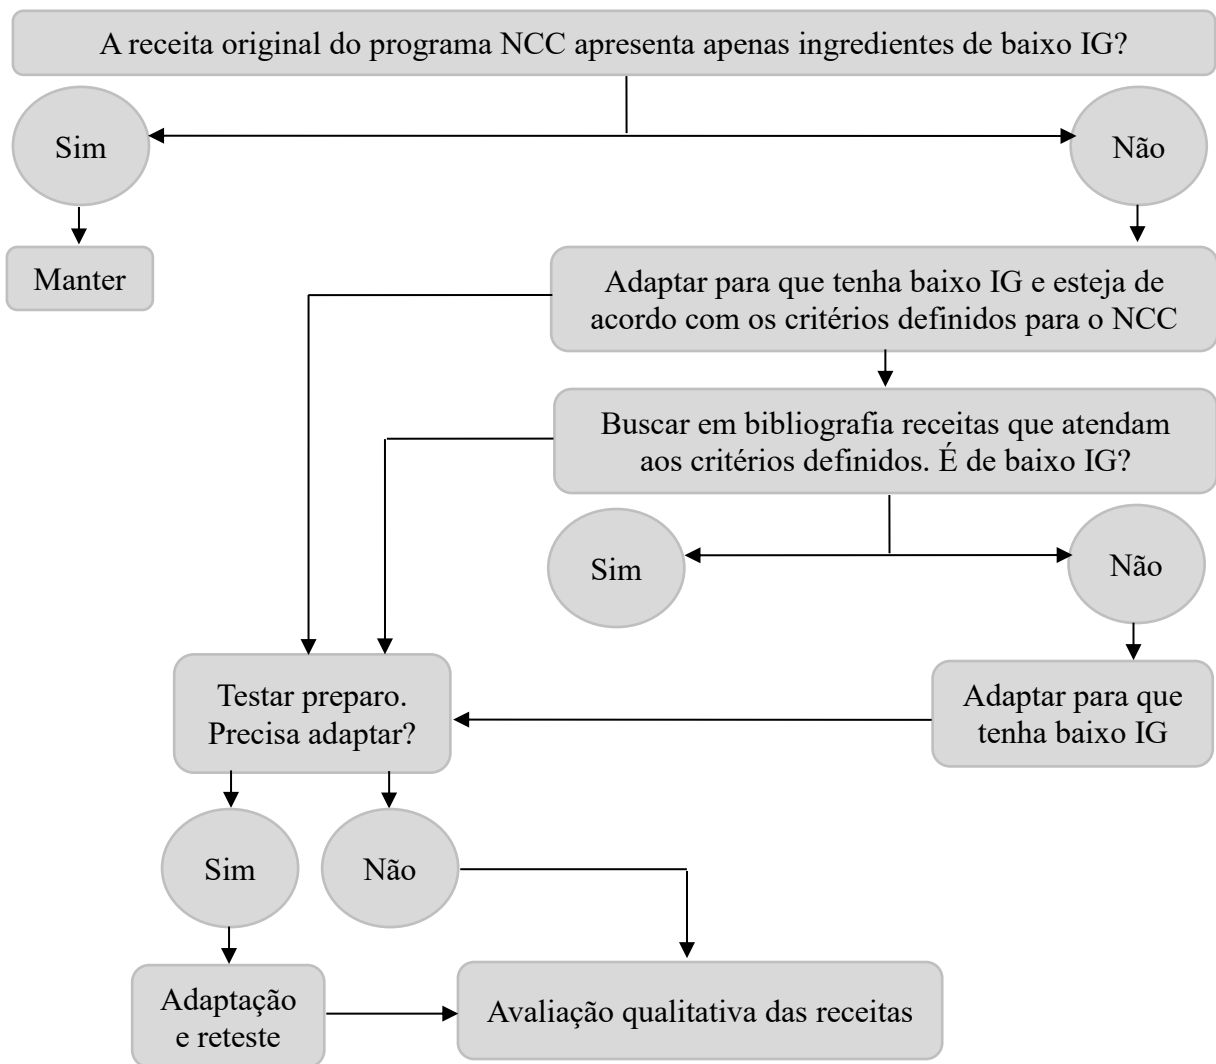 A receita original do programa NCC apresenta apenas ingredientes de baixo IG?
Sim
Não
Manter
Adaptar para que tenha baixo IG e esteja de
acordo com os critérios definidos para o NCC
Buscar em bibliografia receitas que atendam
aos critérios definidos. É de baixo IG?
Sim
Não
Testar preparo.
Precisa adaptar?
Adaptar para que
tenha baixo IG
Sim
Não
Adaptação
e reteste
Avaliação qualitativa das receitas